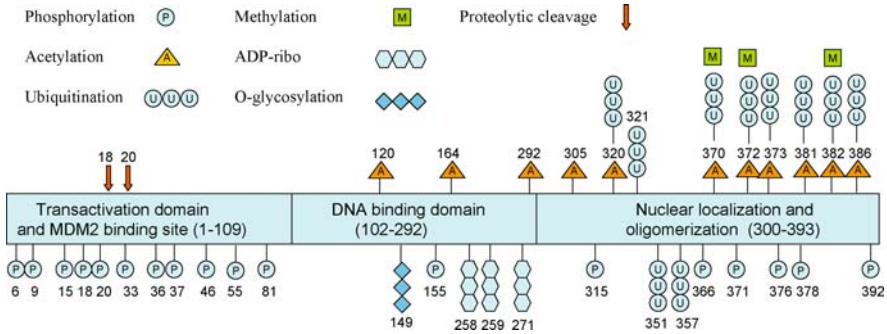 Phosphorylation P Methylation M Proteolytic cleavage
Acetylation A ADP-ribo
Ubiquitination U U U O-glycosylation
M M M
U U U U U U U
U U U U U U U
U U U U U U U
321
U
U
U
18 20 120 164 292 305 320 370 372 373 381 382 386
A A A A A A A A A A A
Transactivation domain
and MDM2 binding site (1-109)
DNA binding domain
(102-292)
Nuclear localization and
oligomerization (300-393)
P P P P P P P P P P P P P P P P P P
6 9 15 18 20 33 36 37 46 55 81 155 315 366 371 376 378 392
U U
U U
U U
149 258 259 271 351 357